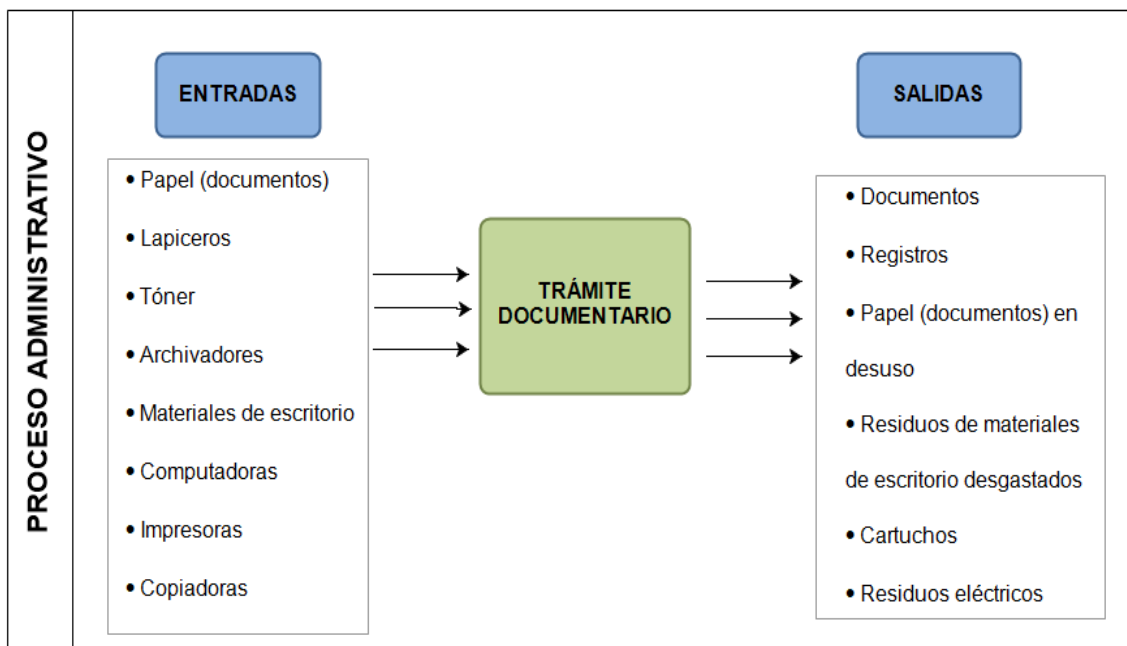 PROCESO ADMINISTRATIVO
ENTRADAS
• Papel (documentos)
• Lapiceros
• Tóner
• Archivadores
• Materiales de escritorio
• Computadoras
• Impresoras
• Copiadoras
TRÁMITE
DOCUMENTARIO
SALIDAS
• Documentos
• Registros
• Papel (documentos) en
desuso
• Residuos de materiales
de escritorio desgastados
• Cartuchos
• Residuos eléctricos